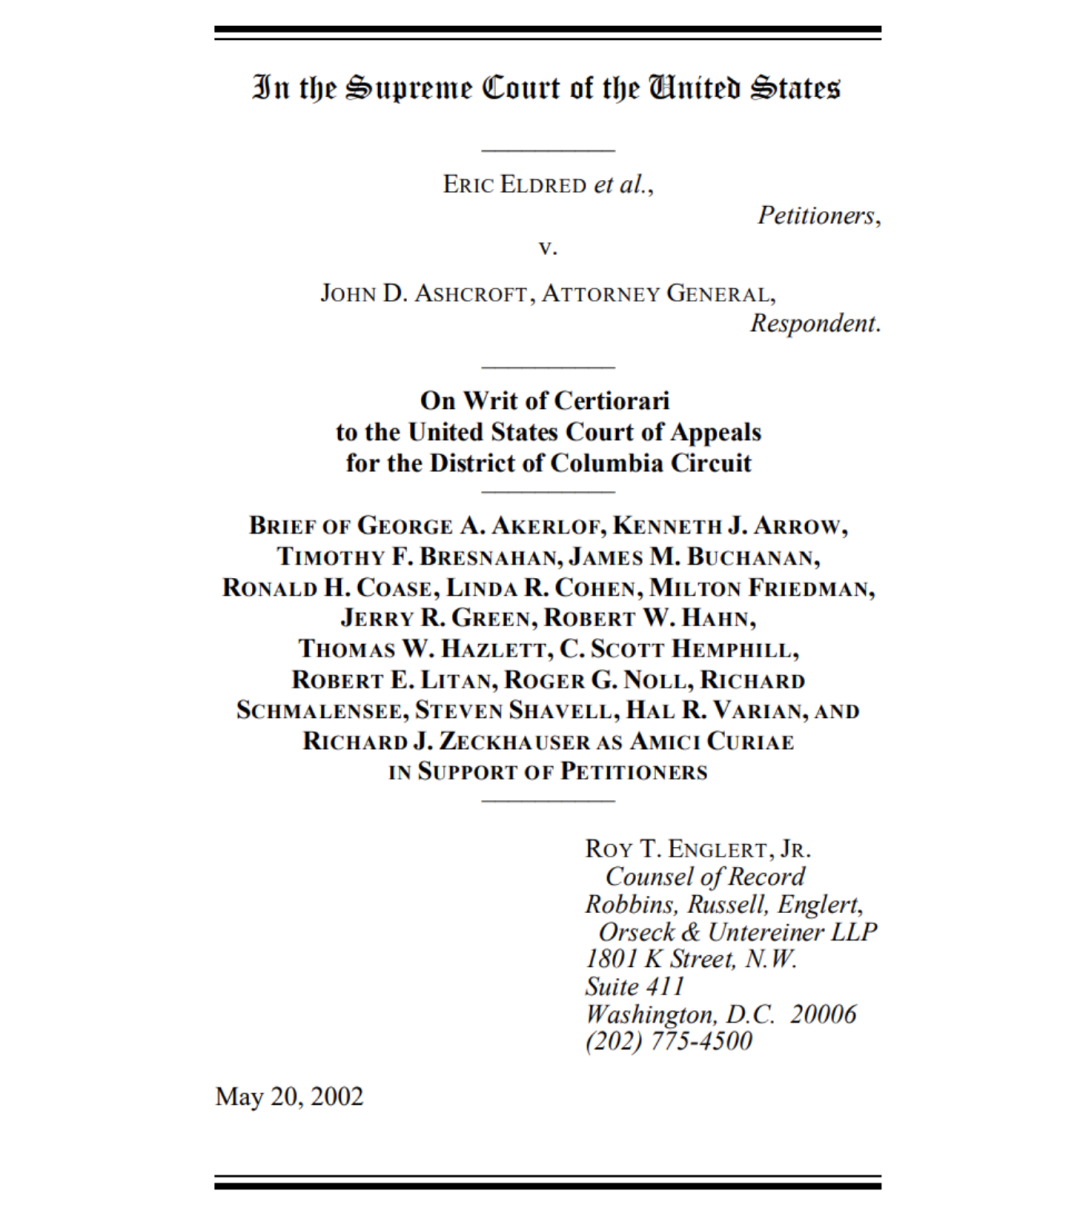 In the Supreme Court of the United States
ERIC ELDRED et al.,
Petitioners,
v.
JOHN D. ASHCROFT, ATTORNEY GENERAL,
Respondent.
On Writ of Certiorari
to the United States Court of Appeals
for the District of Columbia Circuit
BRIEF OF GEORGE A. AKERLOF, KENNETH J. ARROW,
TIMOTHY F. BRESNAHAN, JAMES M. BUCHANAN,
RONALD H. COASE, LINDA R. COHEN, MILTON FRIEDMAN,
JERRY R. GREEN, ROBERT W. HAHN,
THOMAS W. HAZLETT, C. SCOTT HEMPHILL,
ROBERT E. LITAN, ROGER G. NOLL, RICHARD
SCHMALENSEE, STEVEN SHAVELL, HAL R. VARIAN, AND
RICHARD J. ZECKHAUSER AS AMICI CURIAE
IN SUPPORT OF PETITIONERS
ROY T. ENGLERT, JR.
Counsel of Record
Robbins, Russell, Englert,
Orseck & Untereiner LLP
1801 K Street, N.W.
Suite 411
Washington, D.C. 20006
(202) 775-4500
May 20, 2002